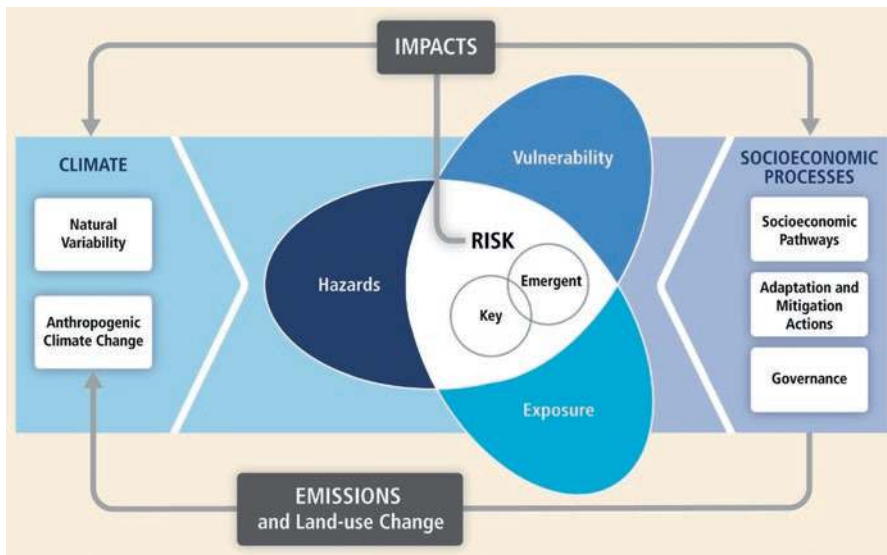 IMPACTS
CLIMATE
Natural
Variability
Anthropogenic
Climate Change
Vulnerability
Hazards
RISK
Emergent
Key
Exposure
SOCIOECONOMIC
PROCESSES
Socioeconomic
Pathways
Adaptation and
Mitigation
Actions
Governance
EMISSIONS
and Land-use Change